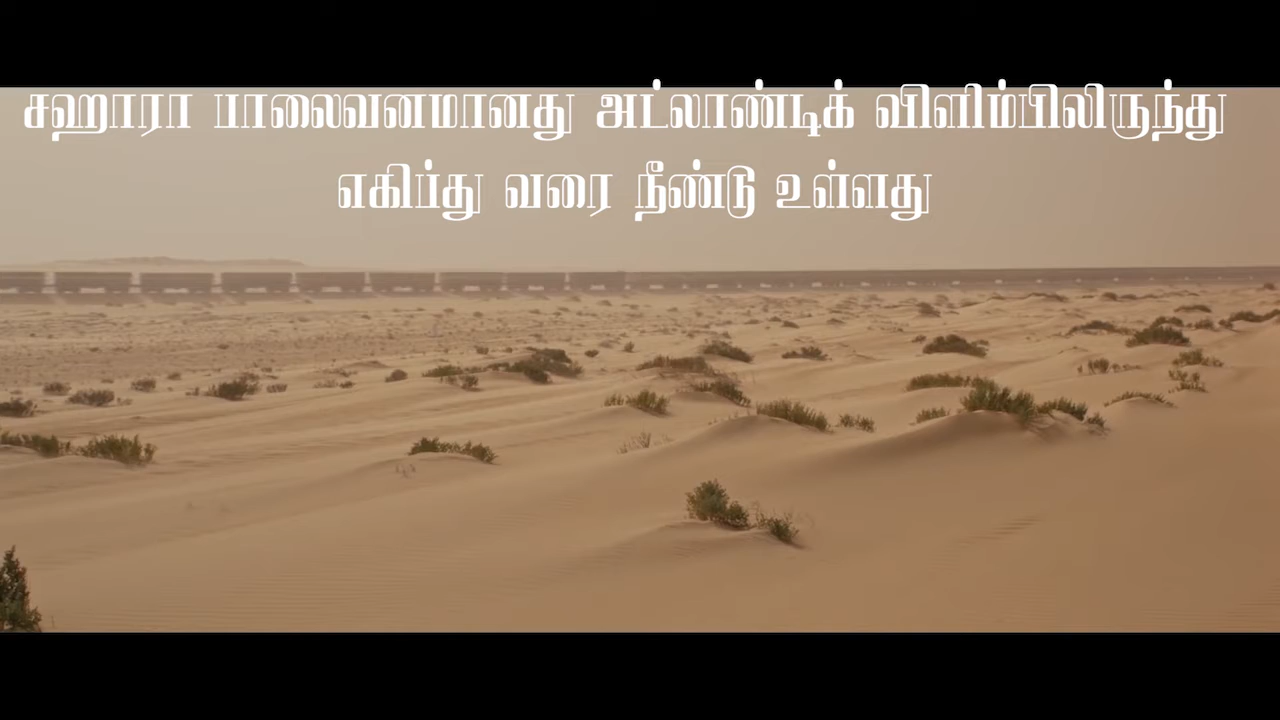 சஹாரா பாலைவனமானது அட்லாண்டிக் விளிம்பிலிருந்து
எகிப்து வரை நீண்டு உள்ளது